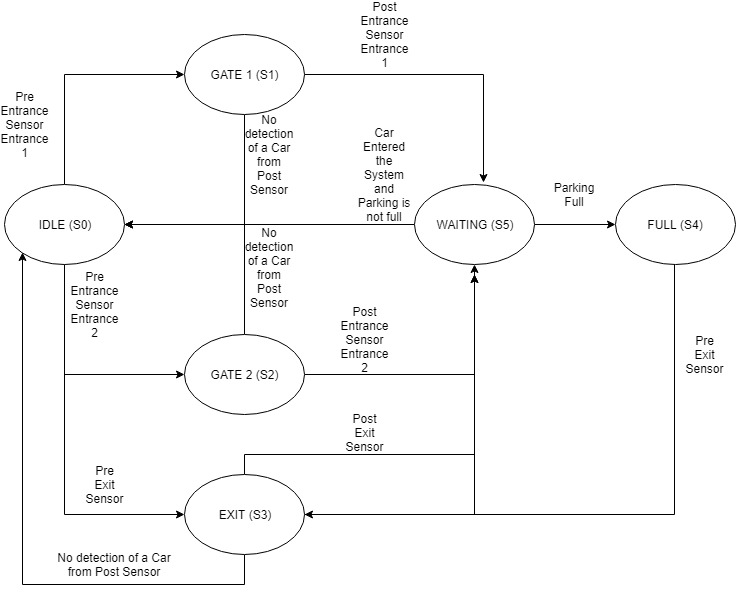 Post
Entrance
Sensor
Entrance
1
GATE 1 (S1)
Pre
Entrance
Sensor
Entrance
1
No
detection
of a Car
from
Post
Sensor
Car
Entered
the
System
and
Parking is
not full
Parking
Full
IDLE (S0)
WAITING (S5)
FULL (S4)
No
detection
of a Car
from
Post
Sensor
Pre
Entrance
Sensor
Entrance
2
Post
Entrance
Sensor
Entrance
2
Pre
Exit
Sensor
GATE 2 (S2)
Post
Exit
Sensor
Pre
Exit
Sensor
EXIT (S3)
No detection of a Car
from Post Sensor